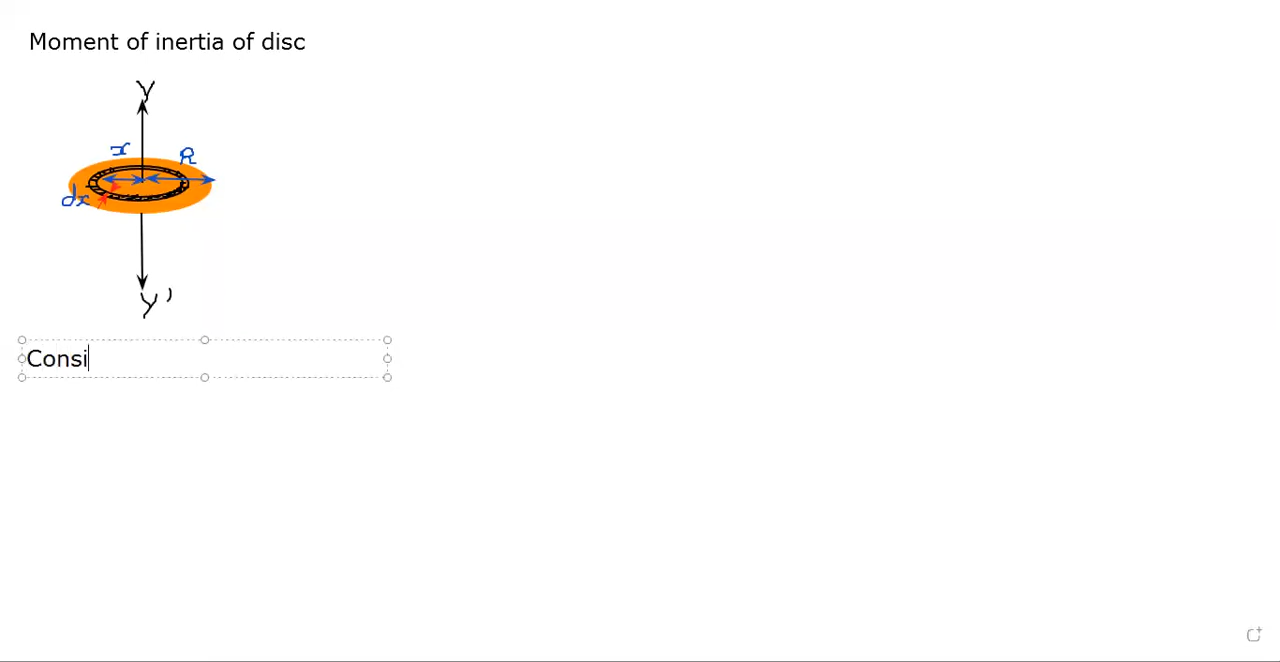 Moment of inertia of disc
Y
x R
dx
Y'
Consi